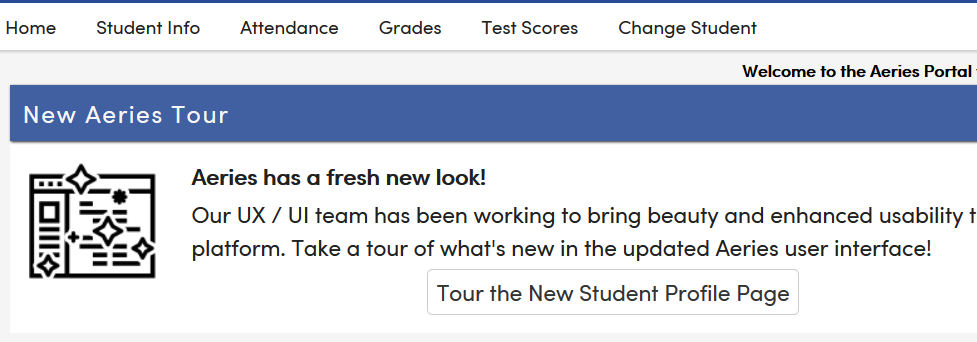 Home Student Info Attendance Grades Test Scores Change Student
Welcome to the Aeries Portal
New Aeries Tour
Aeries has a fresh new look!
Our UX / UI team has been working to bring beauty and enhanced usability
platform. Take a tour of what's new in the updated Aeries user interface!
Tour the New Student Profile Page